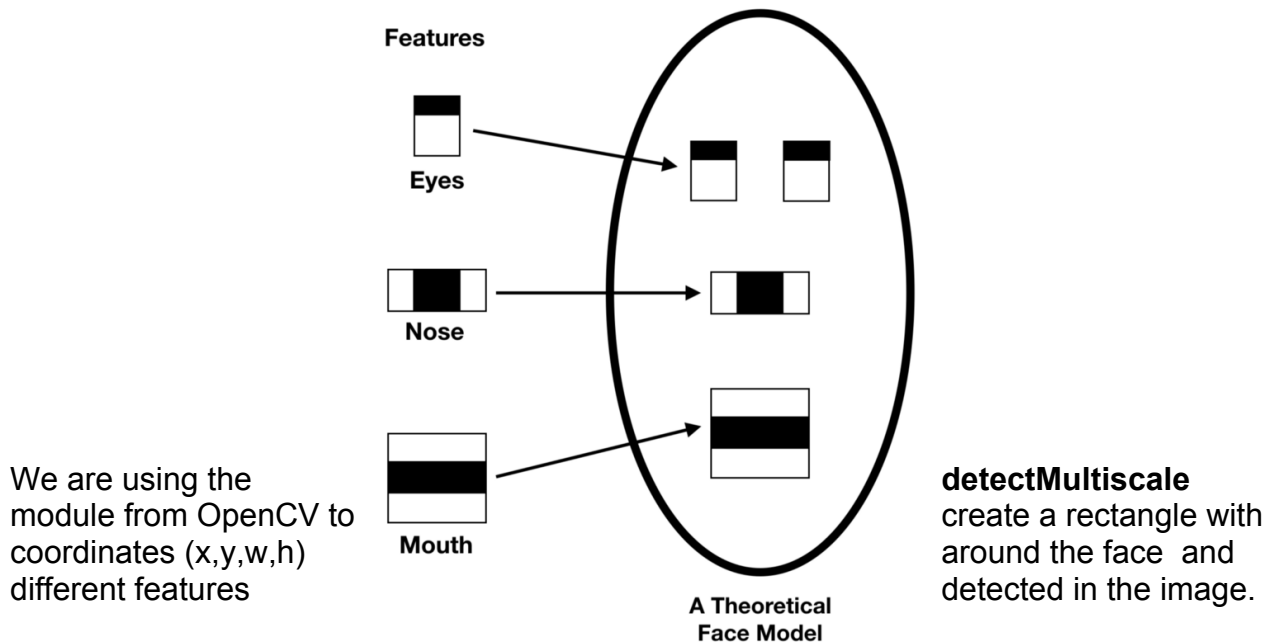 Features
Eyes
Nose
Mouth
A Theoretical
Face Model
We are using the detectMultiscale
module from OpenCV to create a rectangle with
coordinates (x,y,w,h) around the face and
different features detected in the image.